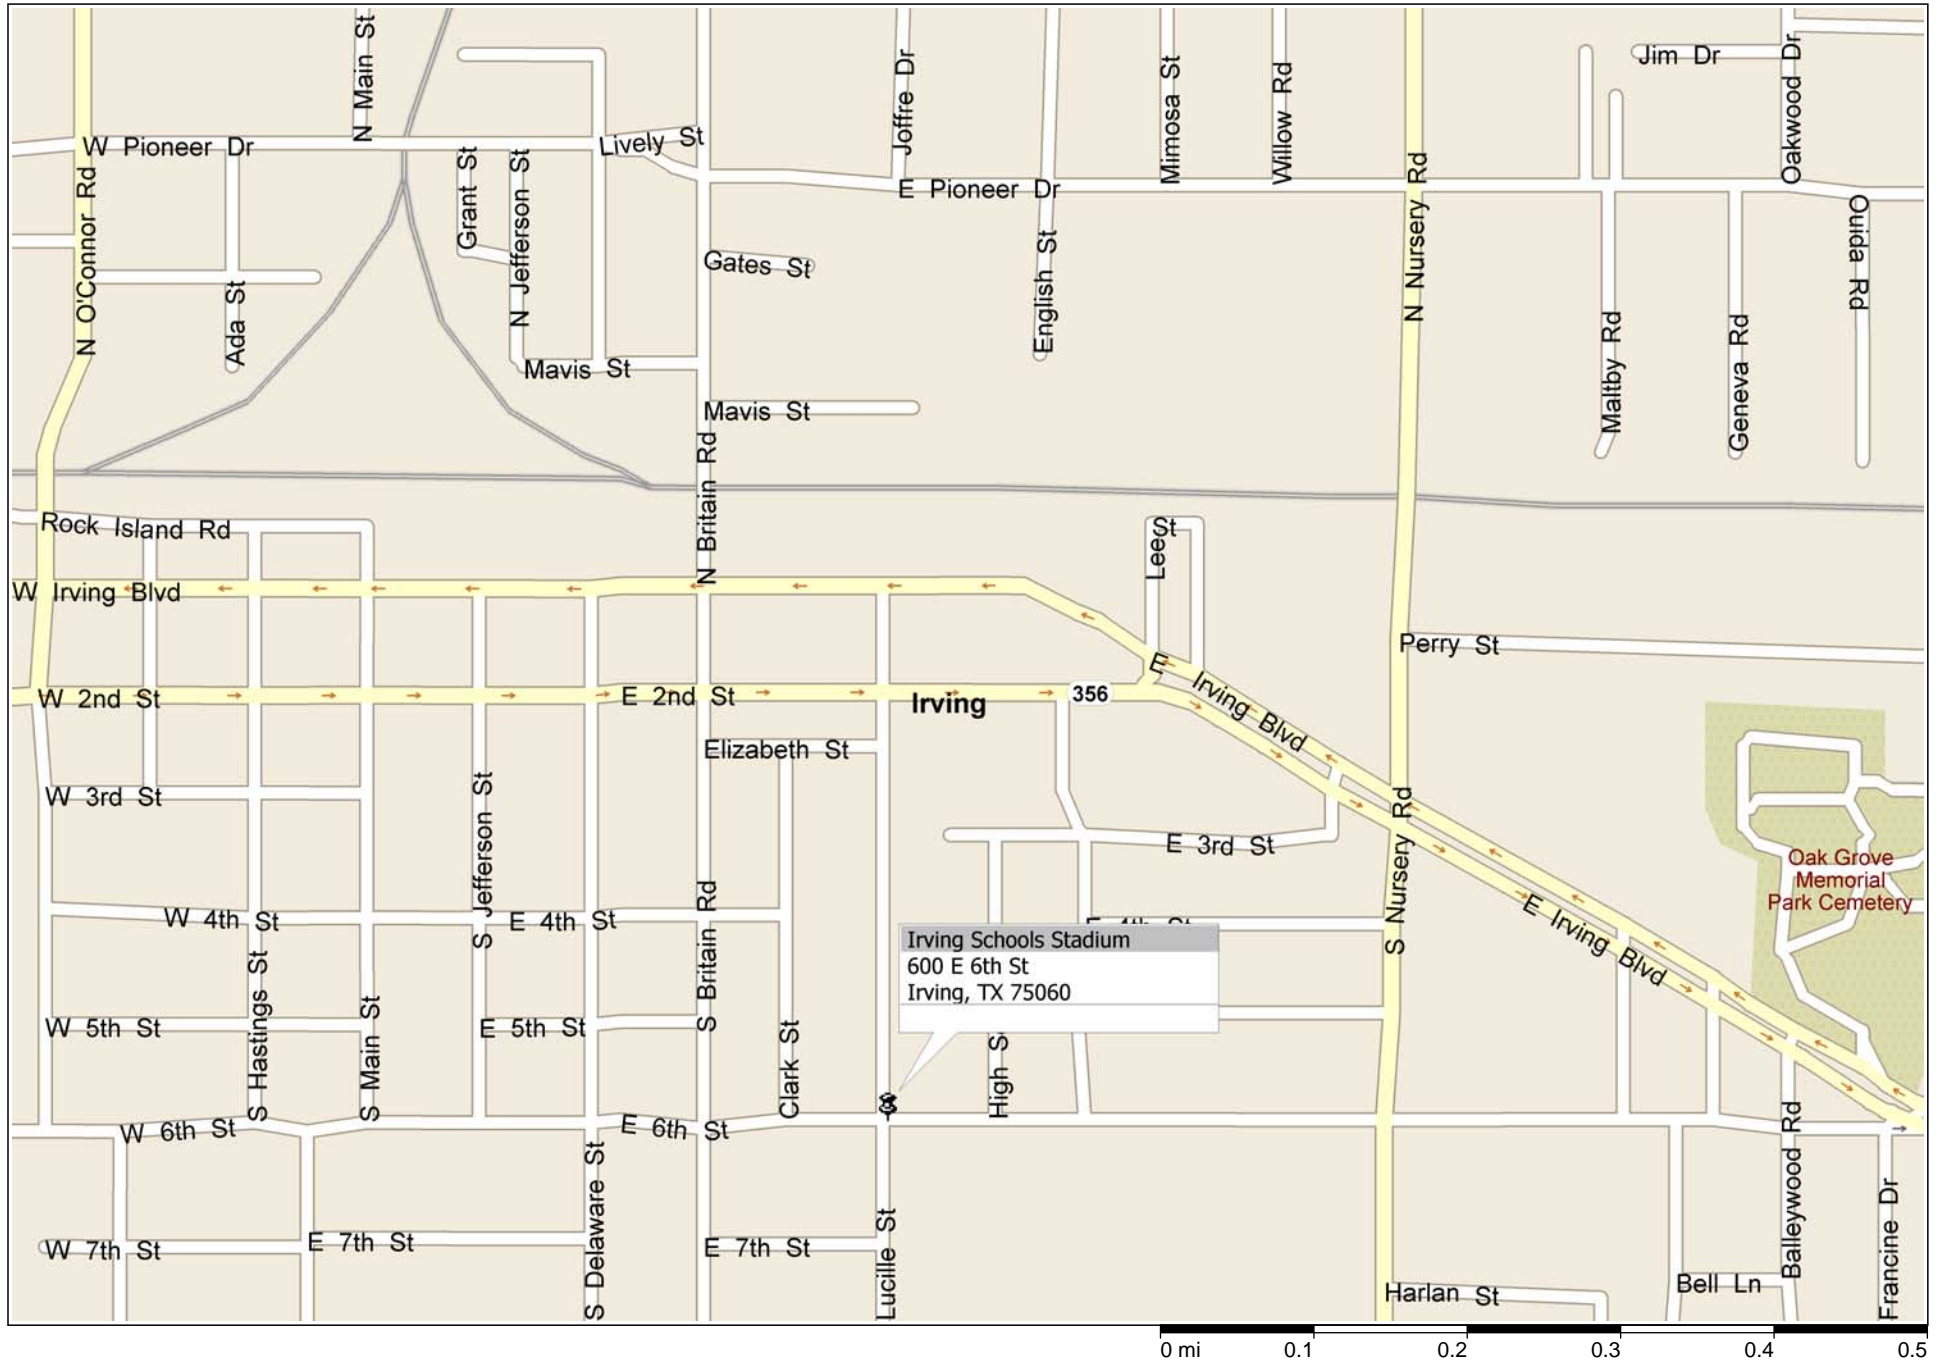 N Main St
Jim Dr
Oakwood Dr
Joffre Dr
Mimosa St
Willow Rd
W Pioneer Dr
Lively St
Grant St
N Jefferson St
N O'Connor Rd
E Pioneer Dr
N Nursery Rd
Ouida Rd
Gates St
English St
Ada St
Maltby Rd
Geneva Rd
Mavis St
Mavis St
N Britain Rd
Rock Island Rd
Lee St
W Irving Blvd
Perry St
E Irving Blvd
W 2nd St
E 2nd St
Irving
356
Elizabeth St
W 3rd St
S Jefferson St
E 3rd St
S Nursery Rd
Oak Grove
Memorial
Park Cemetery
W 4th St
E 4th St
S Britain Rd
E 4th St
E Irving Blvd
Irving Schools Stadium
600 E 6th St
Irving, TX 75060
S Hastings St
S Main St
W 5th St
E 5th St
Clark St
High S
W 6th St
E 6th St
S Delaware St
Baileywood Rd
Francine Dr
W 7th St
E 7th St
E 7th St
Lucille St
Harlan St
Bell Ln
0 mi 0.1 0.2 0.3 0.4 0.5